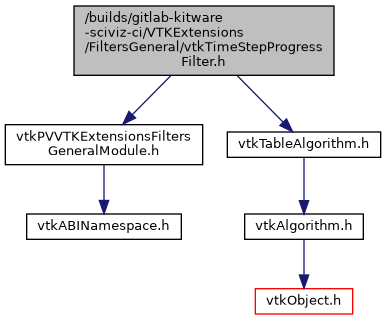 /builds/gitlab-kitware
-sciviz-ci/VTKExtensions
/FiltersGeneral/vtkTimeStepProgress
Filter.h
vtkPVVTKExtensionsFilters
GeneralModule.h
vtkTableAlgorithm.h
vtkABINamespace.h
vtkAlgorithm.h
vtkObject.h